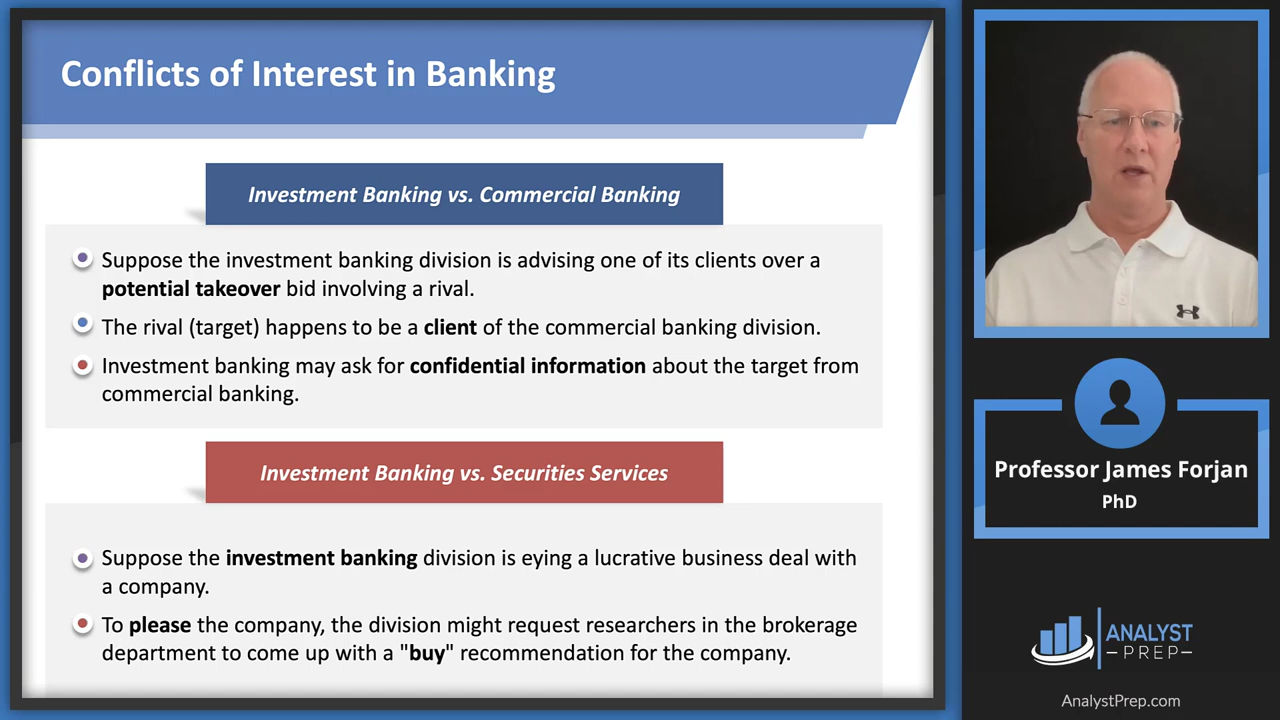 Conflicts of Interest in Banking
Investment Banking vs. Commercial Banking
Suppose the investment banking division is advising one of its clients over a
potential takeover bid involving a rival.
The rival (target) happens to be a client of the commercial banking division.
Investment banking may ask for confidential information about the target from
commercial banking.
Investment Banking vs. Securities Services
Suppose the investment banking division is eying a lucrative business deal with
a company.
To please the company, the division might request researchers in the brokerage
department to come up with a "buy" recommendation for the company.
Professor James Forjan
PhD
ANALYST
PREP
AnalystPrep.com